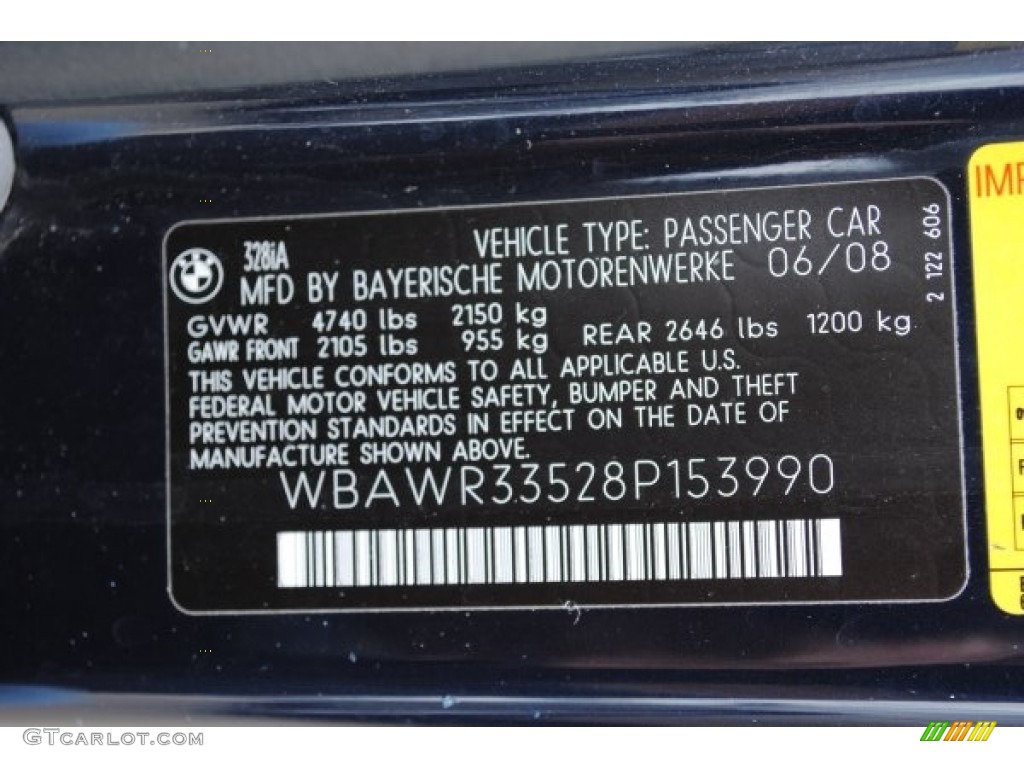 328iA
VEHICLE TYPE: PASSENGER CAR
MFD BY BAYERISCHE MOTORENWERKE 06/08
GVWR 4740 lbs 2150 kg
GAWR FRONT 2105 lbs 955 kg REAR 2646 lbs 1200 kg
THIS VEHICLE CONFORMS TO ALL APPLICABLE U.S.
FEDERAL MOTOR VEHICLE SAFETY, BUMPER AND THEFT
PREVENTION STANDARDS IN EFFECT ON THE DATE OF
MANUFACTURE SHOWN ABOVE.
WBAWR33528P153990
2 122 606
IMP
GTCarLot.com